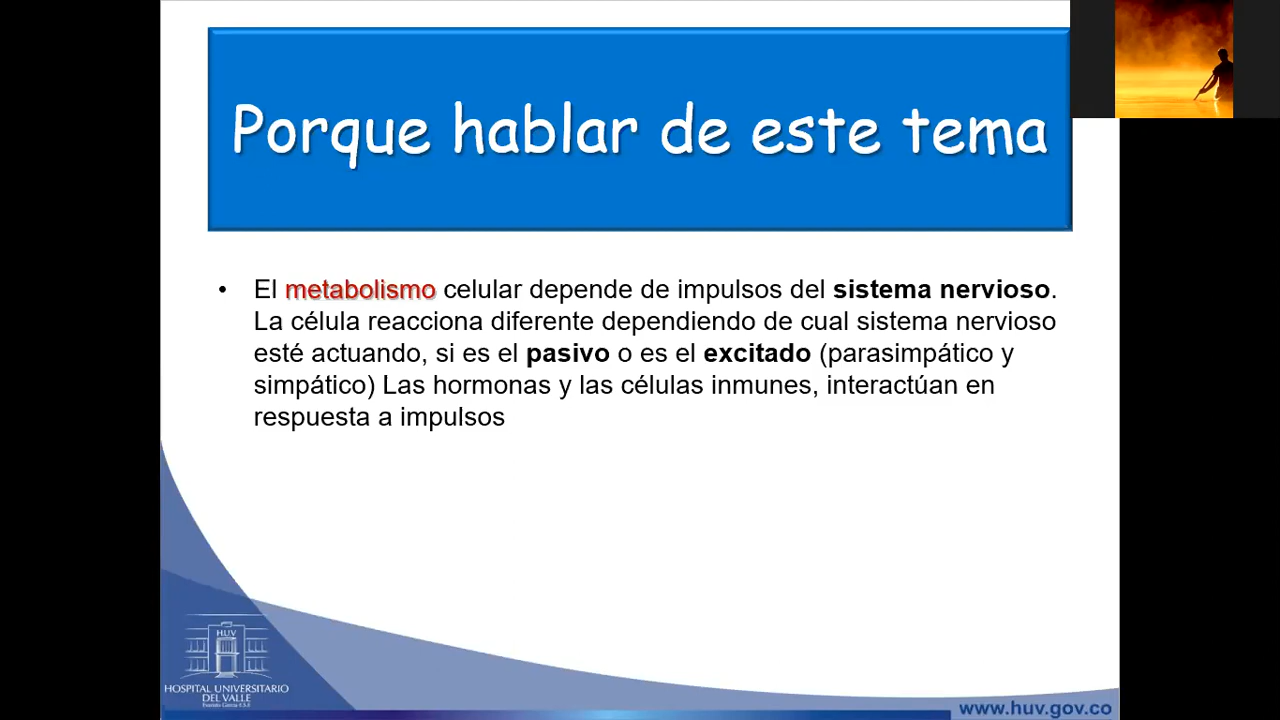 Porque hablar de este tema
• El metabolismo celular depende de impulsos del sistema nervioso.
La célula reacciona diferente dependiendo de cual sistema nervioso
esté actuando, si es el pasivo o es el excitado (parasimpático y
simpático) Las hormonas y las células inmunes, interactúan en
respuesta a impulsos
HUV
HOSPITAL UNIVERSITARIO
DEL VALLE
Evaristo García E.S.E
www.huv.gov.co